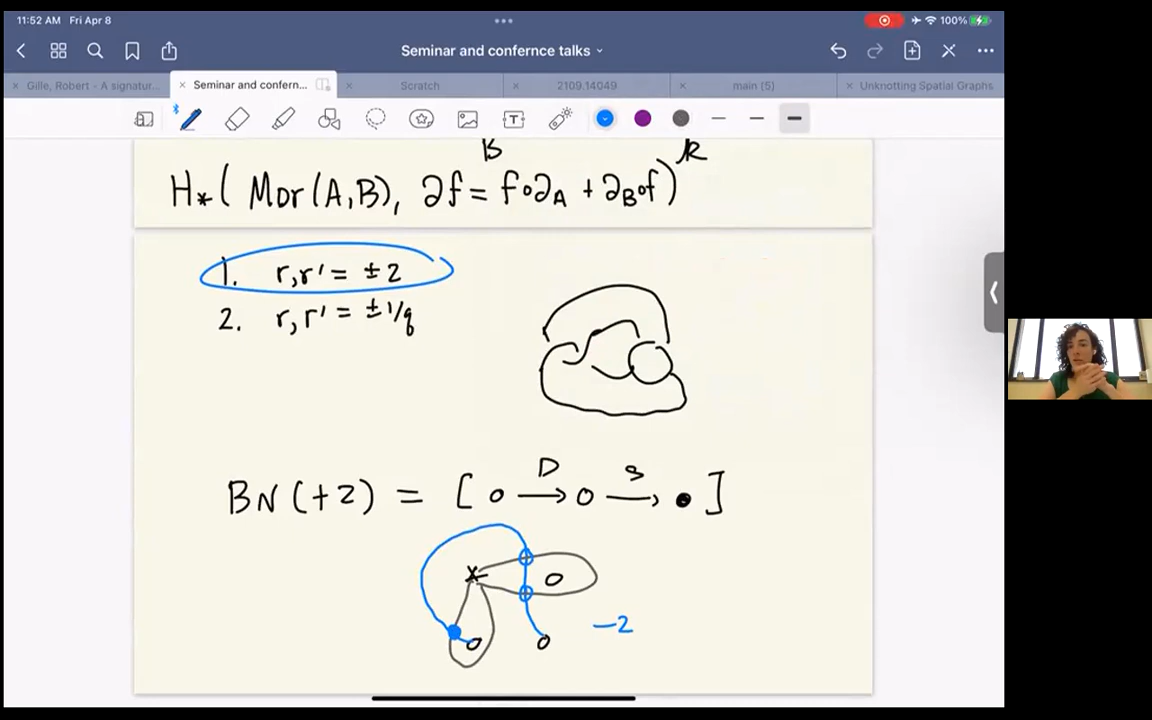 11:52 AM Fri Apr 8
100%
Seminar and confernce talks
Gille, Robert - A signatur...
Seminar and confern...
Scratch
2109.14049
main (5)
Unknotting Spatial Graphs
B
H*( Mor(A,B), ∂f = f∘∂A + ∂B∘f)
1. r,r' = ±2
2. r,r' = ±1/q
BN(+2) = [ ∘ —D→ ∘ —S→ • ]
-2